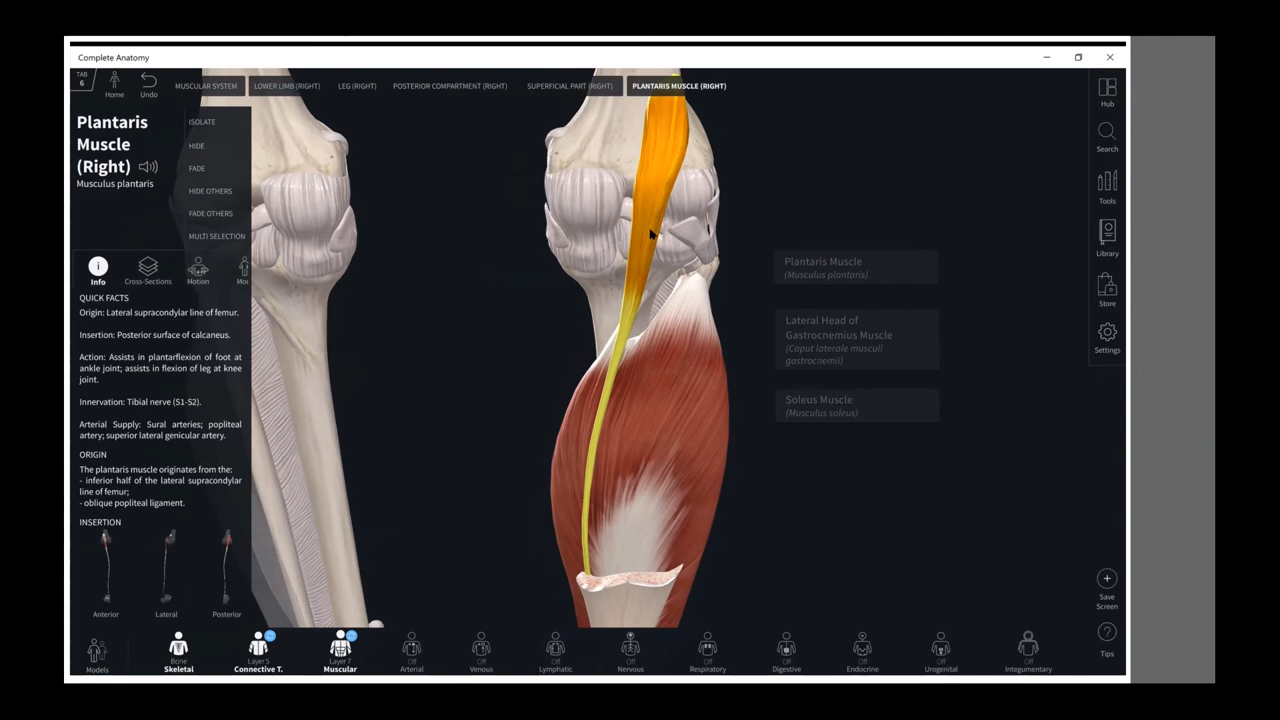 Complete Anatomy
TAB
6
Home
Undo
MUSCULAR SYSTEM
LOWER LIMB (RIGHT)
LEG (RIGHT)
POSTERIOR COMPARTMENT (RIGHT)
SUPERFICIAL PART (RIGHT)
PLANTARIS MUSCLE (RIGHT)
Plantaris
Muscle
(Right)
Musculus plantaris
ISOLATE
HIDE
FADE
HIDE OTHERS
FADE OTHERS
MULTI SELECTION
i
Info
Cross-Sections
Motion
QUICK FACTS
Origin: Lateral supracondylar line of femur.
Insertion: Posterior surface of calcaneus.
Action: Assists in plantarflexion of foot at
ankle joint; assists in flexion of leg at knee
joint.
Innervation: Tibial nerve (S1-S2).
Arterial Supply: Sural arteries; popliteal
artery; superior lateral genicular artery.
ORIGIN
The plantaris muscle originates from the:
- inferior half of the lateral supracondylar
line of femur;
- oblique popliteal ligament.
INSERTION
Anterior
Lateral
Posterior
Plantaris Muscle
(Musculus plantaris)
Lateral Head of
Gastrocnemius Muscle
(Caput laterale musculi
gastrocnemii)
Soleus Muscle
(Musculus soleus)
Hub
Search
Tools
Library
Store
Settings
Save
Screen
Tips
Models
Bone
Skeletal
Layer 5
Connective T.
Layer 7
Muscular
Off
Arterial
Off
Venous
Off
Lymphatic
Off
Nervous
Off
Respiratory
Off
Digestive
Off
Endocrine
Off
Urogenital
Off
Integumentary